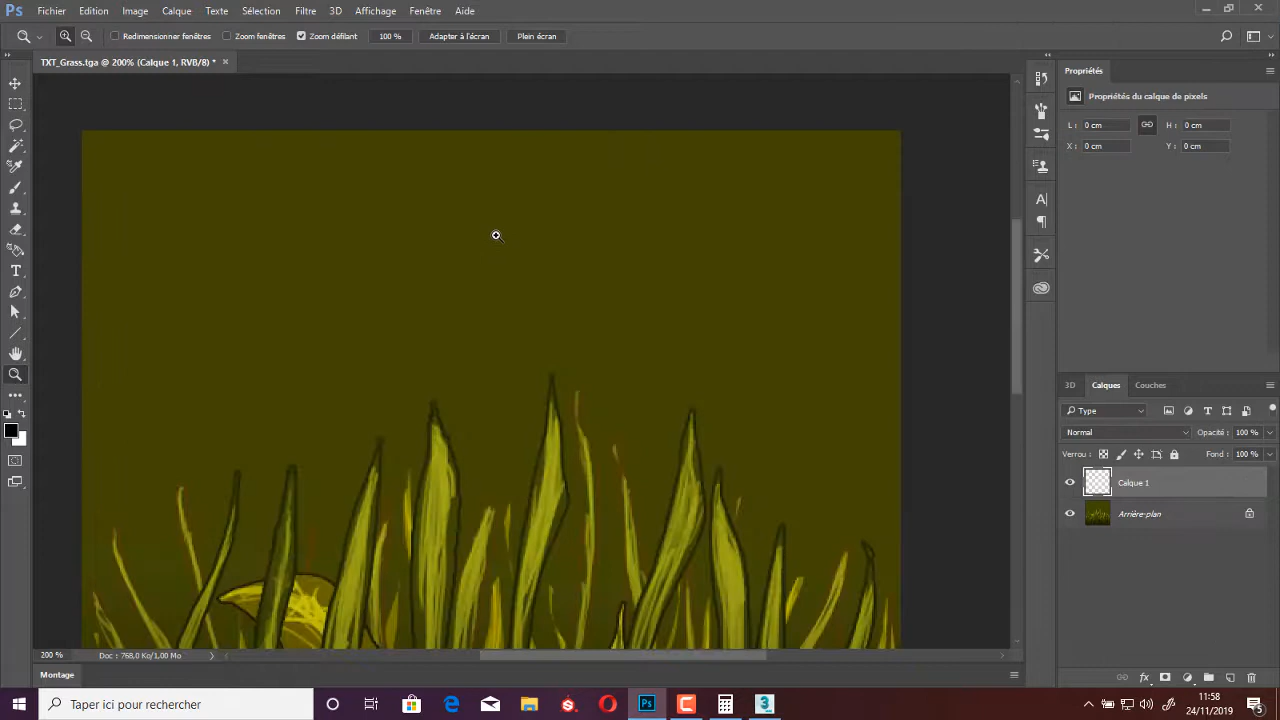 Ps Fichier Edition Image Calque Texte Sélection Filtre 3D Affichage Fenêtre Aide
Redimensionner fenêtres Zoom fenêtres Zoom défilant 100 % Adapter à l'écran Plein écran
TXT_Grass.tga @ 200% (Calque 1, RVB/8) *
Propriétés
Propriétés du calque de pixels
L : 0 cm H : 0 cm
X : 0 cm Y : 0 cm
3D Calques Couches
Type
Normal Opacité : 100 %
Verrou : Fond : 100 %
Calque 1
Arrière-plan
200 % Doc : 768,0 Ko/1,00 Mo
Montage
Taper ici pour rechercher
Ps
3
11:58
24/11/2019